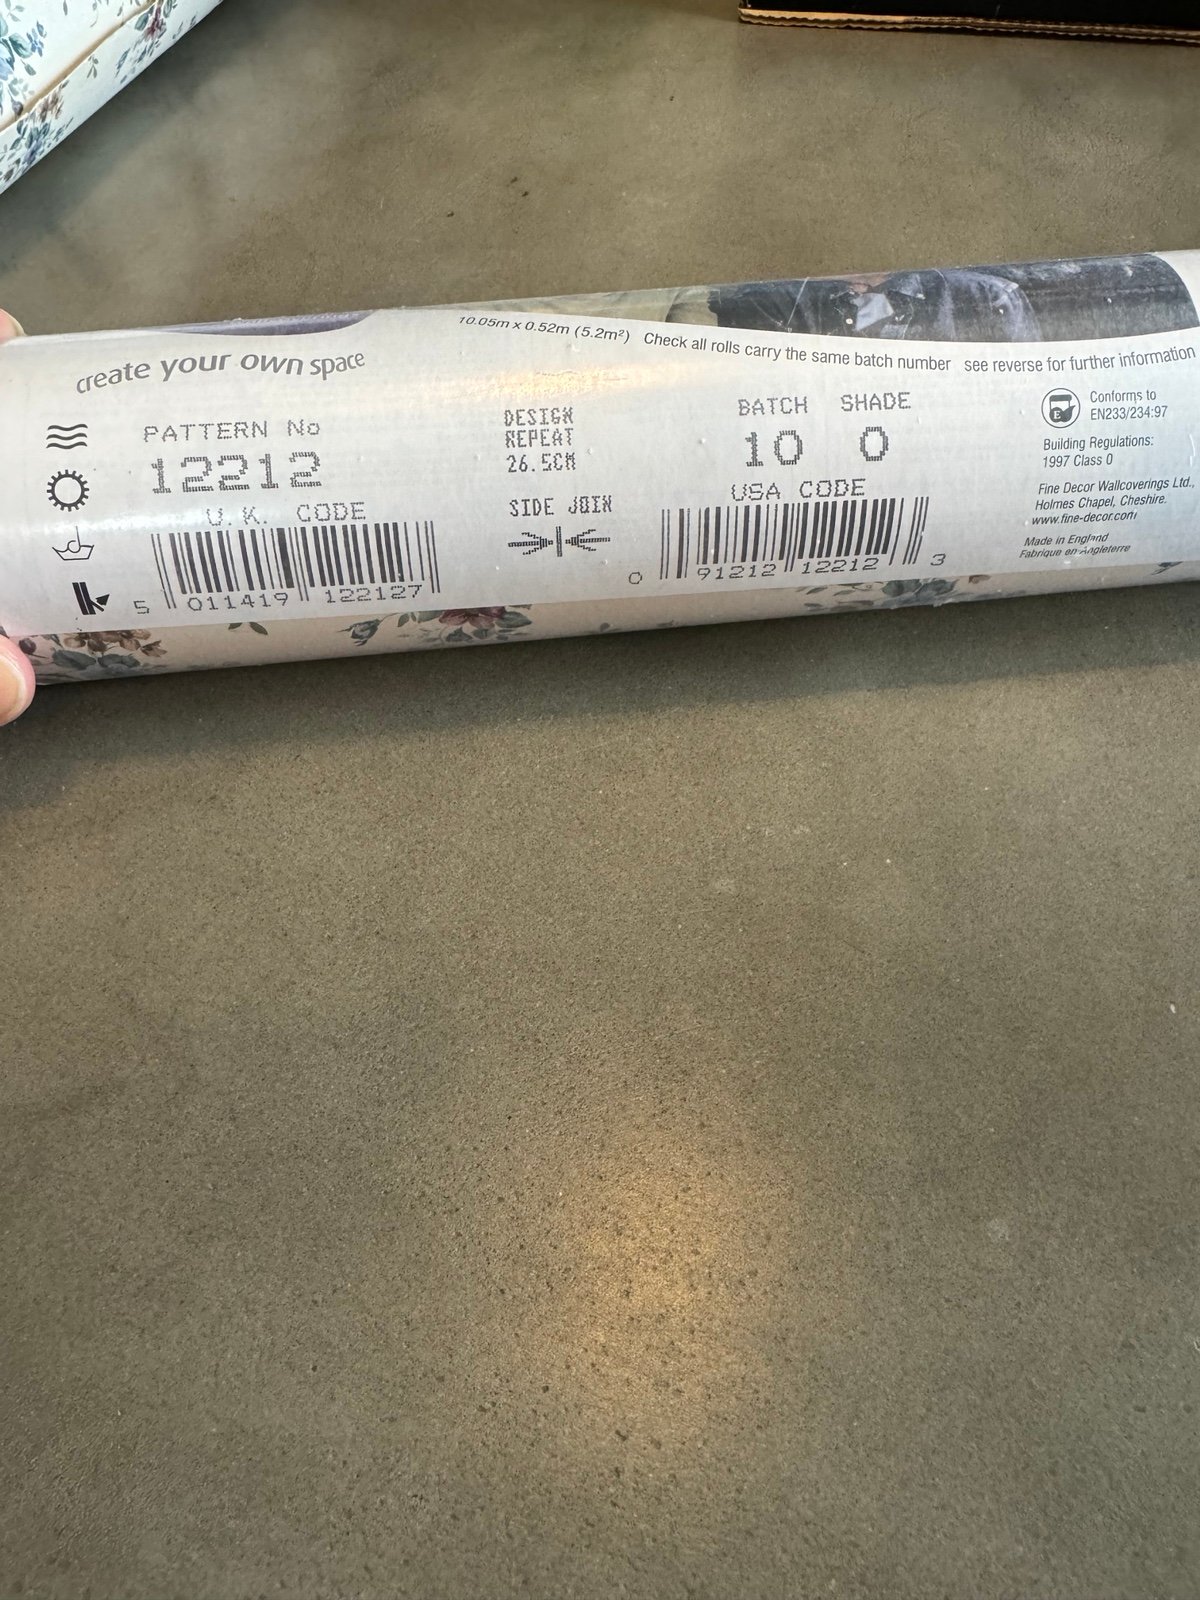 create your own space
10.05m x 0.52m (5.2m²) Check all rolls carry the same batch number see reverse for further information
PATTERN No
12212
U.K. CODE
5 011419 122127
DESIGN
REPEAT
26.5CM
SIDE JOIN
BATCH SHADE
10 0
USA CODE
0 91212 12212 3
E
Conforms to
EN233/234:97
Building Regulations:
1997 Class 0
Fine Decor Wallcoverings Ltd.,
Holmes Chapel, Cheshire.
www.fine-decor.com
Made in England
Fabriqué en Angleterre